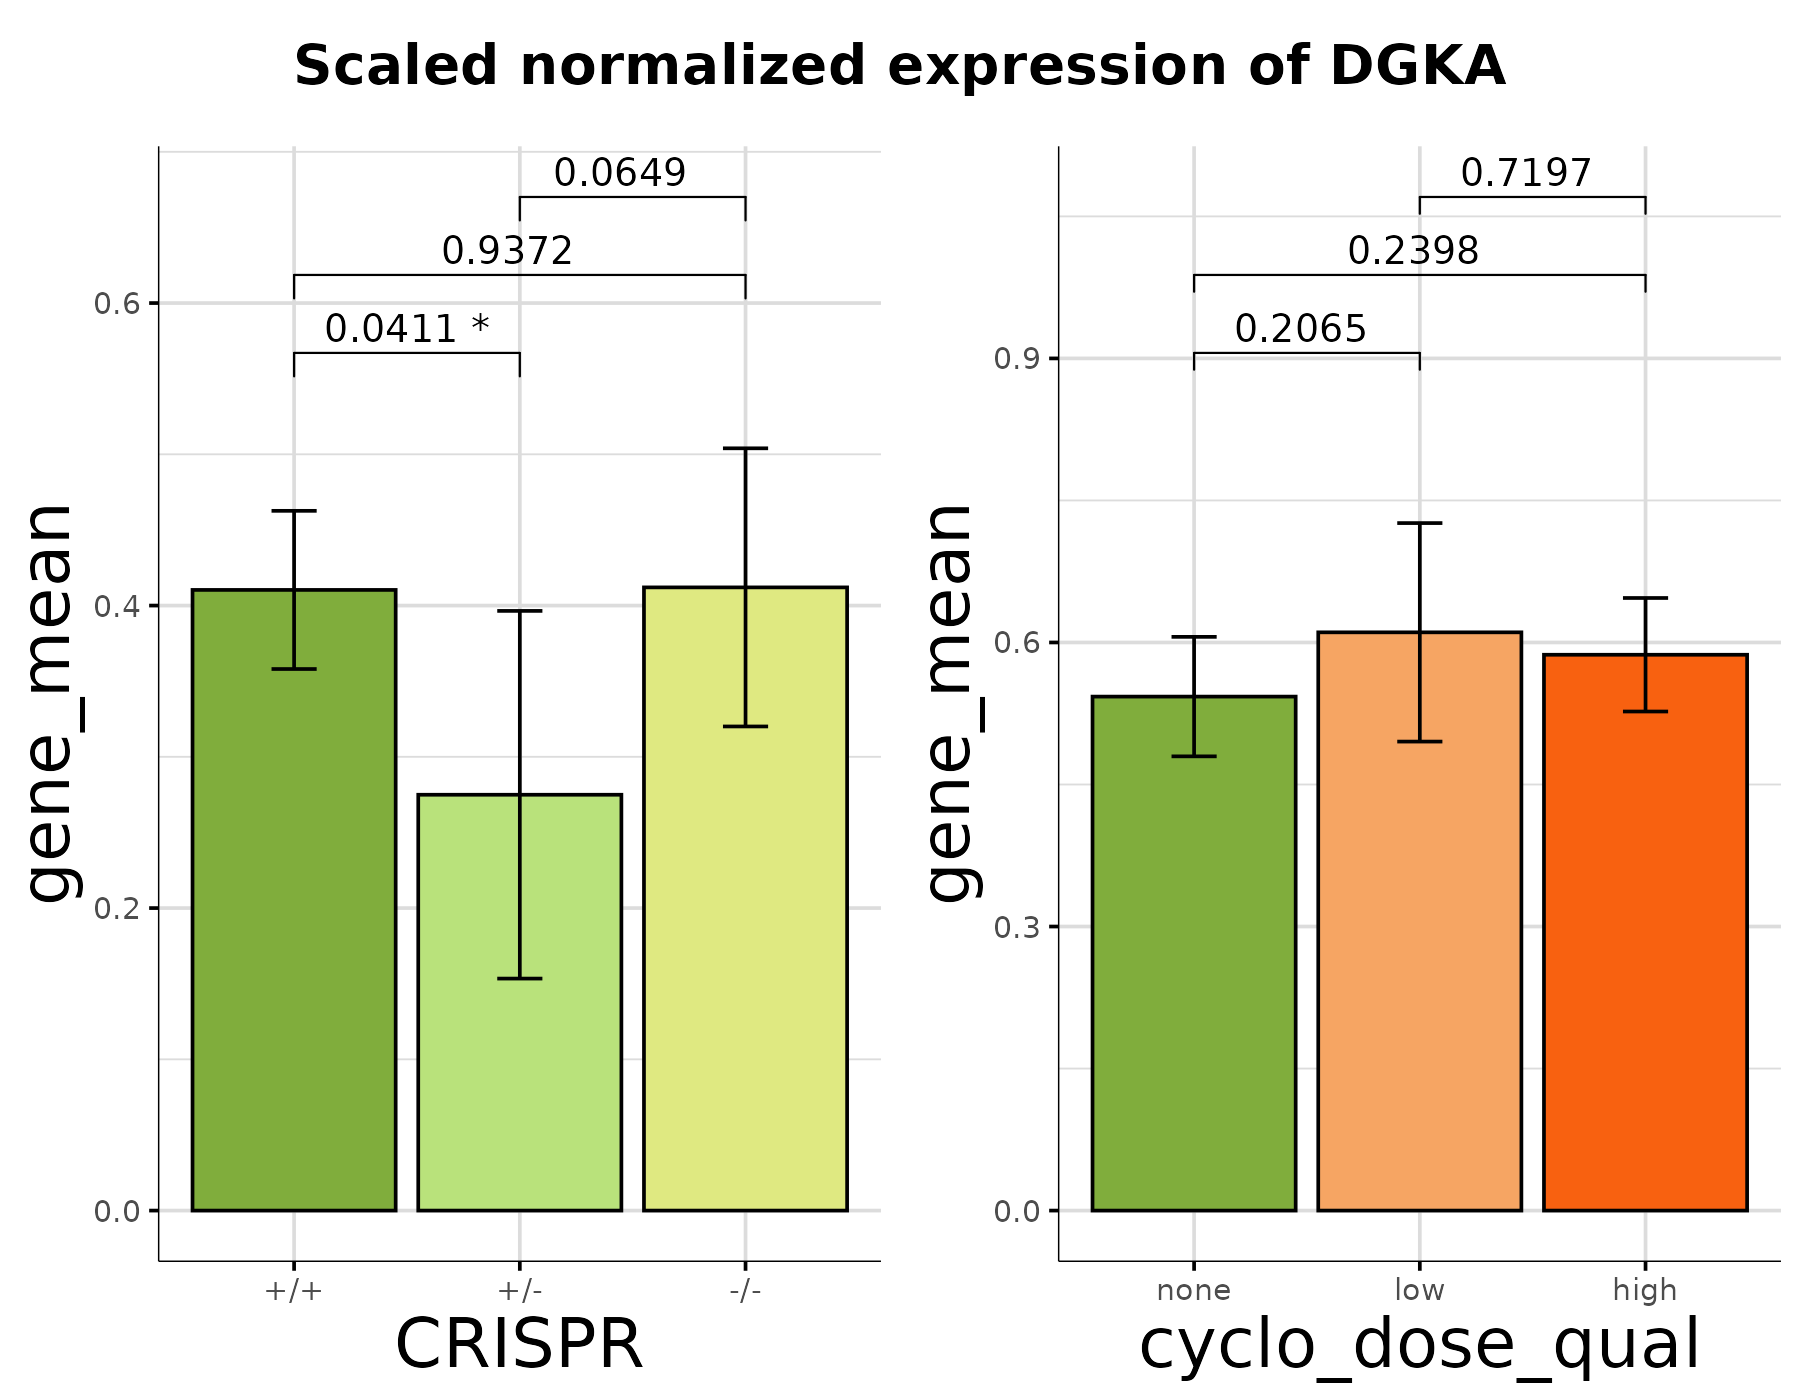 Scaled normalized expression of DGKA
0.0649
0.9372
0.0411 *
0.6
0.4
0.2
0.0
gene_mean
+/+ +/- -/-
CRISPR
0.7197
0.2398
0.2065
0.9
0.6
0.3
0.0
gene_mean
none low high
cyclo_dose_qual